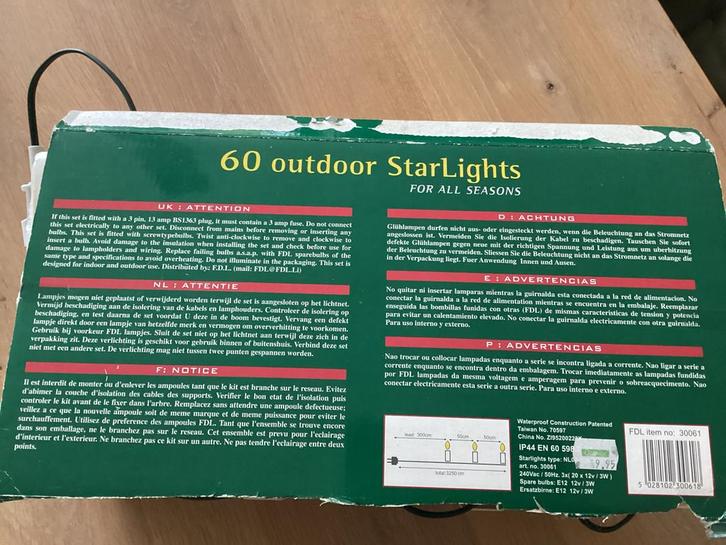 60 outdoor StarLights
FOR ALL SEASONS
UK : ATTENTION
If this set is fitted with a 3 pin, 13 amp BS1363 plug, it must contain a 3 amp fuse. Do not connect
this set electrically to any other set. Disconnect from mains before removing or inserting any
bulbs. This set is fitted with screwtypebulbs. Twist anti-clockwise to remove and clockwise to
insert a bulb. Avoid damage to the insulation when installing the set and check before use for
damage to lampholders and wiring. Replace failing bulbs a.s.a.p. with FDL sparebulbs of the
same type and specifications to avoid overheating. Do not illuminate in the packaging. This set is
designed for indoor and outdoor use. Distributed by: F.D.L. (mail: FDL@FDL.Li)
NL : ATTENTIE
Lampjes mogen niet geplaatst of verwijderd worden terwijl de set is aangesloten op het lichtnet.
Vermijd beschadiging aan de isolering van de kabels en lamphouders. Controleer de isolering op
beschadiging, en test daarna de set voordat U deze in de boom bevestigt. Vervang een defekt
lampje direkt door een lampje van hetzelfde merk en vermogen om oververhitting te voorkomen.
Gebruik bij voorkeur FDL lampjes. Sluit de set niet op het lichtnet aan terwijl deze zich in de
verpakking zit. Deze verlichting is geschikt voor gebruik binnen of buitenshuis. Verbind deze set
niet met een andere set. De verlichting mag niet tussen twee punten gespannen worden.
F: NOTICE
Il est interdit de monter ou d'enlever les ampoules tant que le kit est branche sur le reseau. Evitez
d'abimer la couche d'isolation des cables des supports. Verifier le bon etat de l'isolation puis
controler le kit avant de le fixer dans l'arbre. Remplacez sans attendre une ampoule defectueuse;
veillez a ce que la nouvelle ampoule soit de meme marque et de meme puissance pour eviter le
surchauffement. Utilisez de preference des ampoules FDL. Tant que l'ensemble se trouve encore
dans son emballage, ne le branchez pas sur le reseau. Cet ensemble est prevu pour l'eclairage
d'interieur et l'exterieur. Ne branchez pas ce kit sur un autre. Ne pas tendre l'eclairage entre deux
points.
D : ACHTUNG
Glühlampen durfen nicht aus- oder eingesteckt werden, wenn die Beleuchtung an das Stromnetz
angeslossen ist. Vermeiden Sie die Isolierung der Kabel zu beschadigen. Tauschen Sie sofort
defekte Glühlampen gegen neue mit der richtigen Spannung und Leistung aus um uberhitzung
der Beleuchtung zu vermeiden. Sliessen Sie die Beleuchtung nicht an das Stromnetz an solange die
in der Verpackung liegt. Fuer Anwendung Innen und Ausen.
E : ADVERTENCIAS
No quitar ni insertar lamparas mientra la guirnalda esta conectada a la red de alimentacion. No
conectar la guirnalda a la red de alimentacion mientras se encuentra en la embalaje. Reemplazar
enseguida las bombillas fundidas con otras (FDL) de mismas caracteristicas de tension y potencia
para evitar un calentamiento elevado. No conectar la guirnalda electricamente con otra guirnalda.
Para uso interno y externo.
P : ADVERTENCIAS
Nao tirar ou collocar lampadas enquanto a serie se incontra ligada a corrente. Nao ligar a serie a
corrente enquanto se encontra dentro da embalagem. Trocar imediatamente as lampadas fundidas
por FDL lampadas da mesma voltagem e amperagem para prevenir o sobreaquecimento. Nao
conectar electricamente esta serie a outra serie. Para uso interno e externo.
lead: 300cm
50cm
50cm
total: 3250 cm
Waterproof Construction Patented
Taiwan No. 70597
China No. ZI95200222
IP44 EN 60 598
Starlights type: NL
art. no. 30061
240Vac / 50Hz. 3x( 20 x 12v / 3W )
Spare bulbs: E12 12v / 3W
Ersatzbirne: E12 12v / 3W
9,95
FDL item no: 30061
5 028102 300618